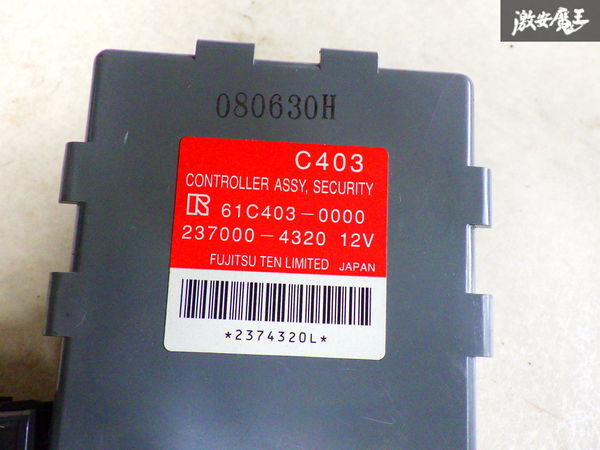 激安魔王
080630H
C403
CONTROLLER ASSY, SECURITY
R 61C403-0000
237000-4320 12V
FUJITSU TEN LIMITED JAPAN
*2374320L*